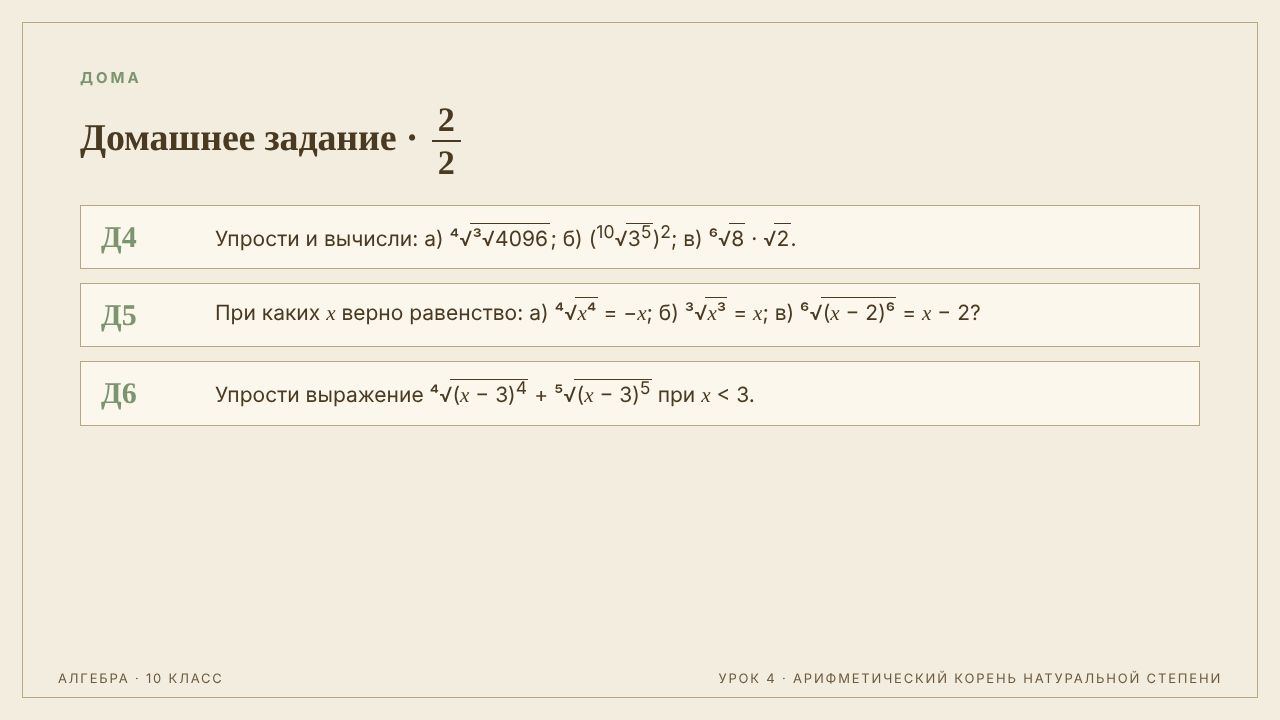 ДОМА
Домашнее задание · 2/2
Д4 Упрости и вычисли: а) ⁴√³√4096; б) (¹⁰√3⁵)²; в) ⁶√8 · √2.
Д5 При каких x верно равенство: а) ⁴√x⁴ = −x; б) ³√x³ = x; в) ⁶√(x − 2)⁶ = x − 2?
Д6 Упрости выражение ⁴√(x − 3)⁴ + ⁵√(x − 3)⁵ при x < 3.
АЛГЕБРА · 10 КЛАСС
УРОК 4 · АРИФМЕТИЧЕСКИЙ КОРЕНЬ НАТУРАЛЬНОЙ СТЕПЕНИ